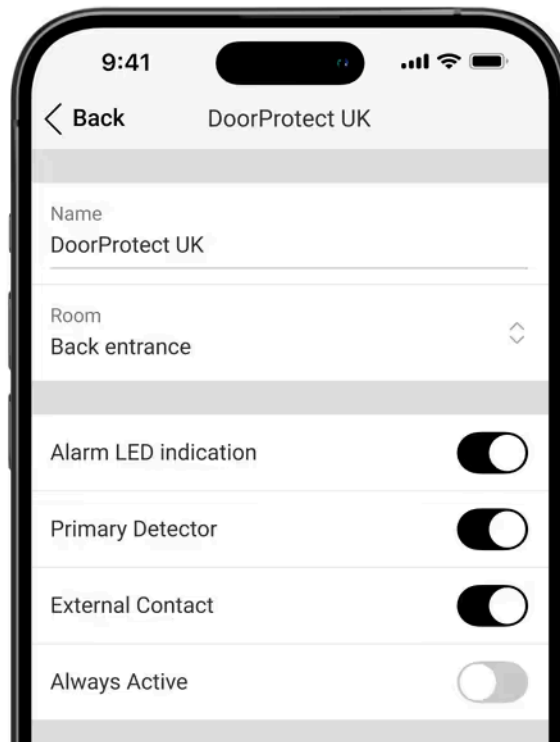 9:41
Back
DoorProtect UK
Name
DoorProtect UK
Room
Back entrance
Alarm LED indication
Primary Detector
External Contact
Always Active